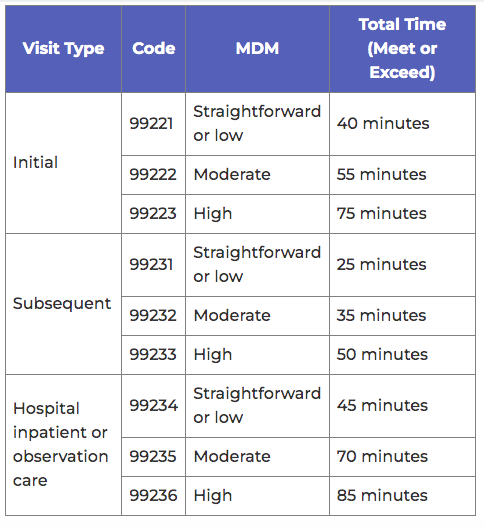 Visit Type Code MDM Total Time
(Meet or
Exceed)
Initial
99221 Straightforward
or low 40 minutes
99222 Moderate 55 minutes
99223 High 75 minutes
Subsequent
99231 Straightforward
or low 25 minutes
99232 Moderate 35 minutes
99233 High 50 minutes
Hospital
inpatient or
observation
care
99234 Straightforward
or low 45 minutes
99235 Moderate 70 minutes
99236 High 85 minutes